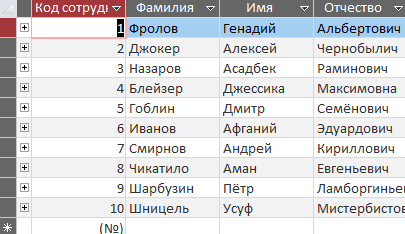 Код сотруд Фамилия Имя Отчество
1 Фролов Генадий Альбертович
2 Джокер Алексей Чернобылич
3 Назаров Асадбек Раминович
4 Блейзер Джессика Максимовна
5 Гоблин Дмитр Семёнович
6 Иванов Афганий Эдуардович
7 Смирнов Андрей Кириллович
8 Чикатило Аман Евгеньевич
9 Шарбузин Пётр Ламборгинье
10 Шницель Усуф Мистербистов
(№)